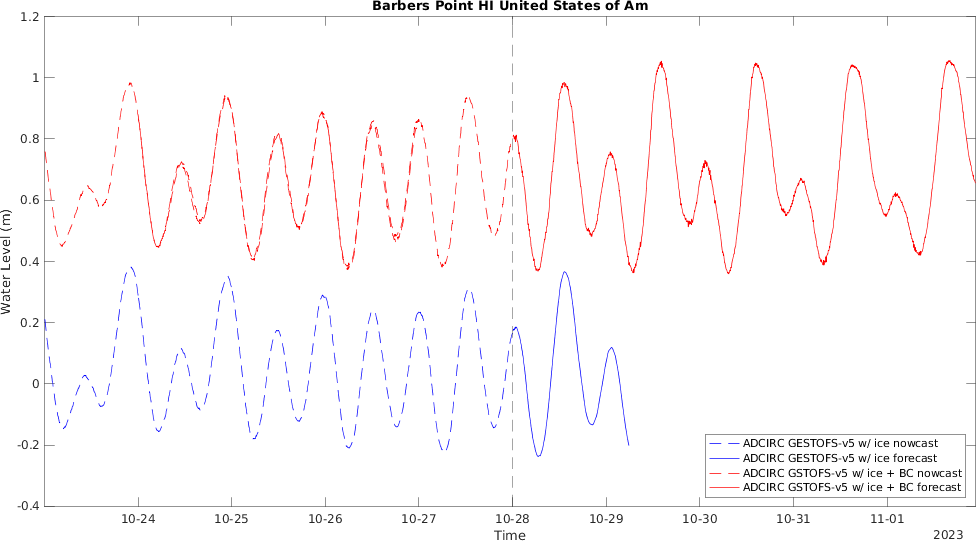 Barbers Point HI United States of Am
1.2
1
0.8
0.6
0.4
0.2
0
-0.2
-0.4
Water Level (m)
ADCIRC GESTOFS-v5 w/ ice nowcast
ADCIRC GESTOFS-v5 w/ ice forecast
ADCIRC GSTOFS-v5 w/ ice + BC nowcast
ADCIRC GSTOFS-v5 w/ ice + BC forecast
10-24
10-25
10-26
10-27
10-28
10-29
10-30
10-31
11-01
Time
2023